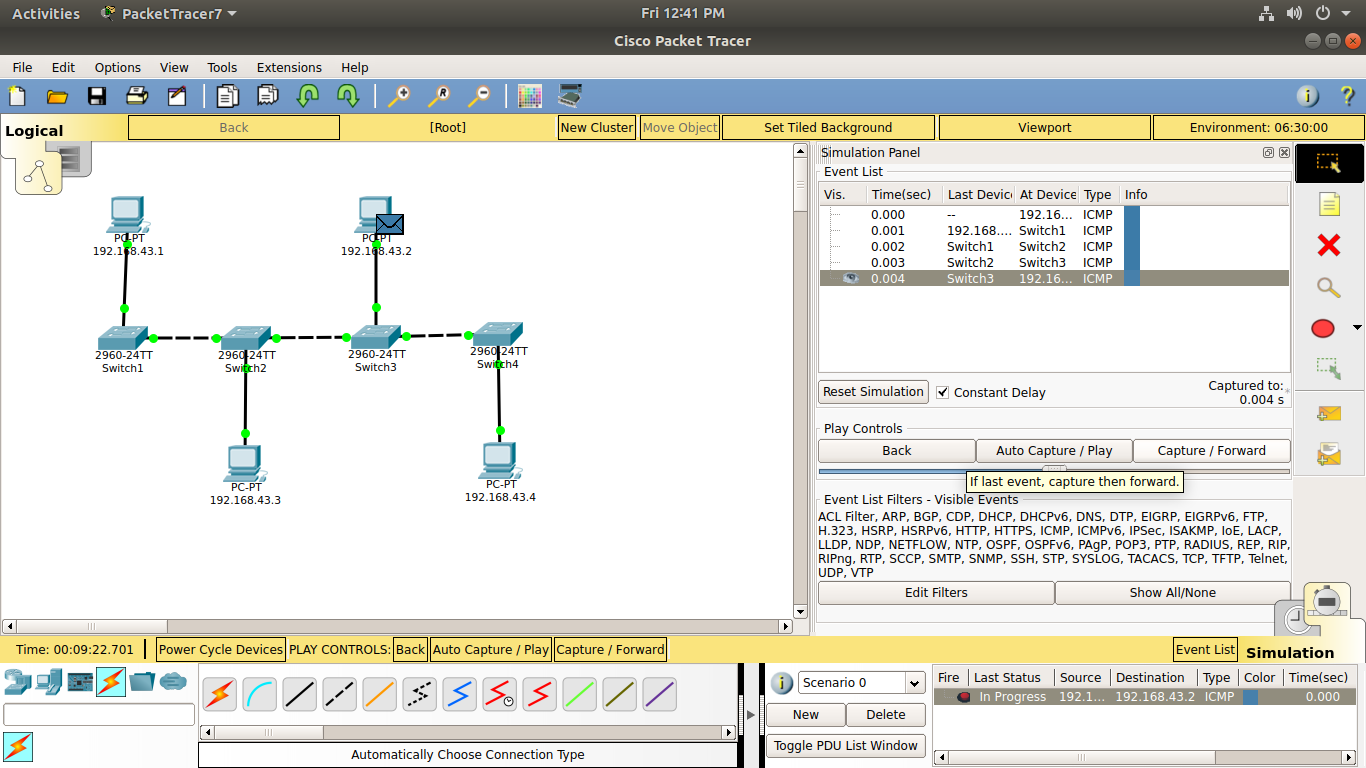 Activities PacketTracer7 Fri 12:41 PM
Cisco Packet Tracer
File Edit Options View Tools Extensions Help
Logical Back [Root] New Cluster Move Object Set Tiled Background Viewport Environment: 06:30:00
PC-PT
192.168.43.1
PC-PT
192.168.43.2
2960-24TT
Switch1
2960-24TT
Switch2
2960-24TT
Switch3
2960-24TT
Switch4
PC-PT
192.168.43.3
PC-PT
192.168.43.4
Simulation Panel
Event List
Vis. Time(sec) Last Devic At Device Type Info
0.000 -- 192.16... ICMP
0.001 192.168.... Switch1 ICMP
0.002 Switch1 Switch2 ICMP
0.003 Switch2 Switch3 ICMP
0.004 Switch3 192.16... ICMP
Reset Simulation Constant Delay Captured to:
0.004 s
Play Controls
Back Auto Capture / Play Capture / Forward
If last event, capture then forward.
Event List Filters - Visible Events
ACL Filter, ARP, BGP, CDP, DHCP, DHCPv6, DNS, DTP, EIGRP, EIGRPv6, FTP,
H.323, HSRP, HSRPv6, HTTP, HTTPS, ICMP, ICMPv6, IPSec, ISAKMP, IoE, LACP,
LLDP, NDP, NETFLOW, NTP, OSPF, OSPFv6, PAgP, POP3, PTP, RADIUS, REP, RIP,
RIPng, RTP, SCCP, SMTP, SNMP, SSH, STP, SYSLOG, TACACS, TCP, TFTP, Telnet,
UDP, VTP
Edit Filters Show All/None
Time: 00:09:22.701 Power Cycle Devices PLAY CONTROLS: Back Auto Capture / Play Capture / Forward Event List Simulation
Scenario 0
New Delete
Toggle PDU List Window
Fire Last Status Source Destination Type Color Time(sec)
In Progress 192.1... 192.168.43.2 ICMP 0.000
Automatically Choose Connection Type